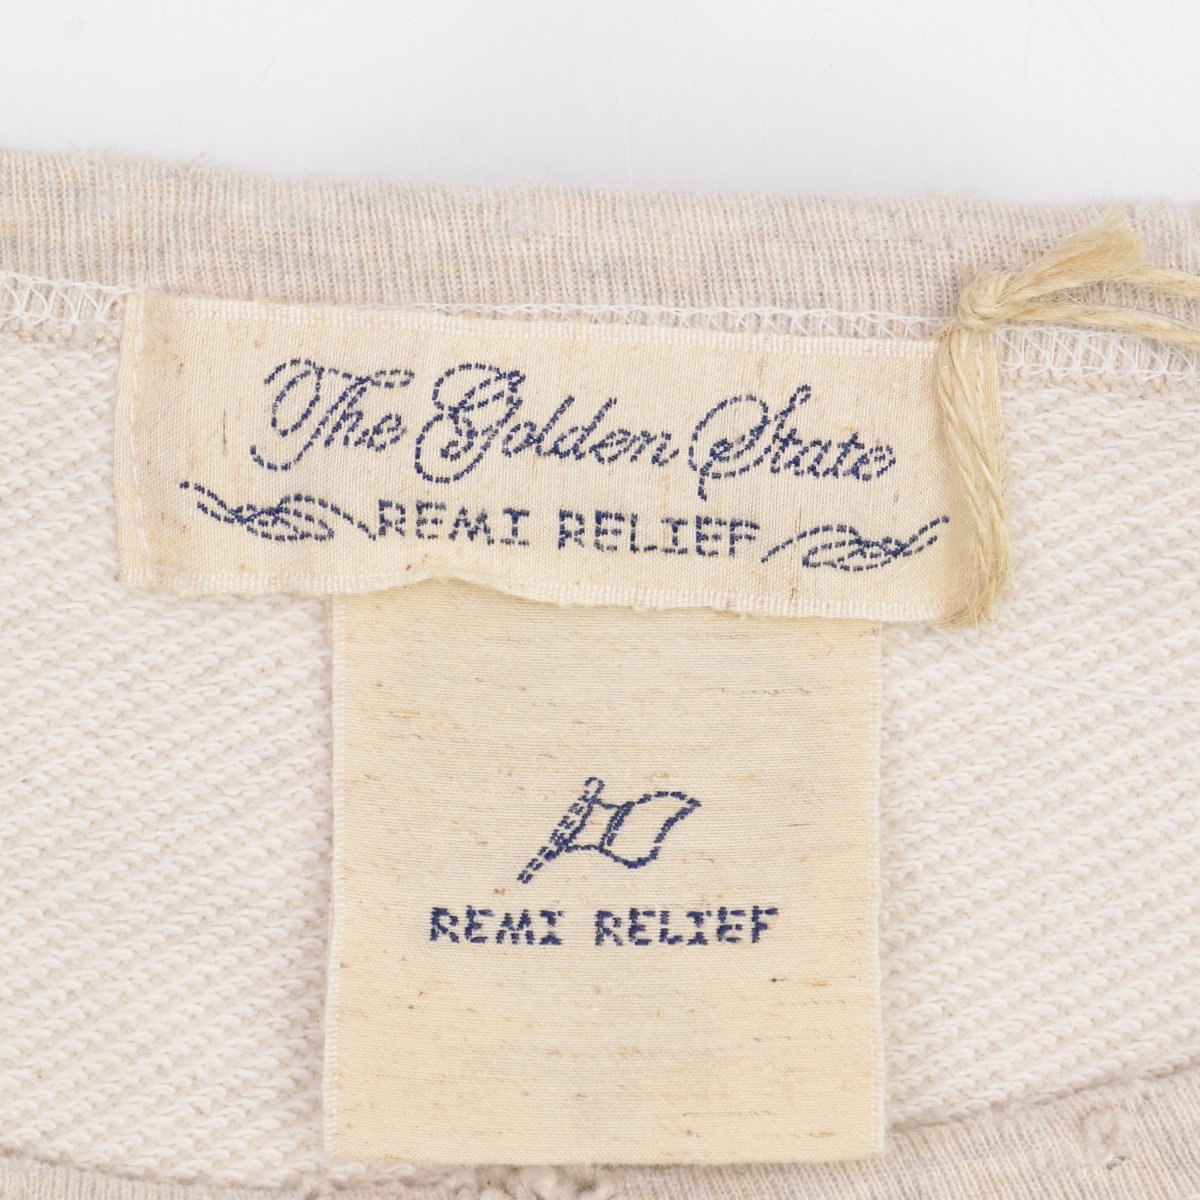 The Golden State
REMI RELIEF
REMI RELIEF